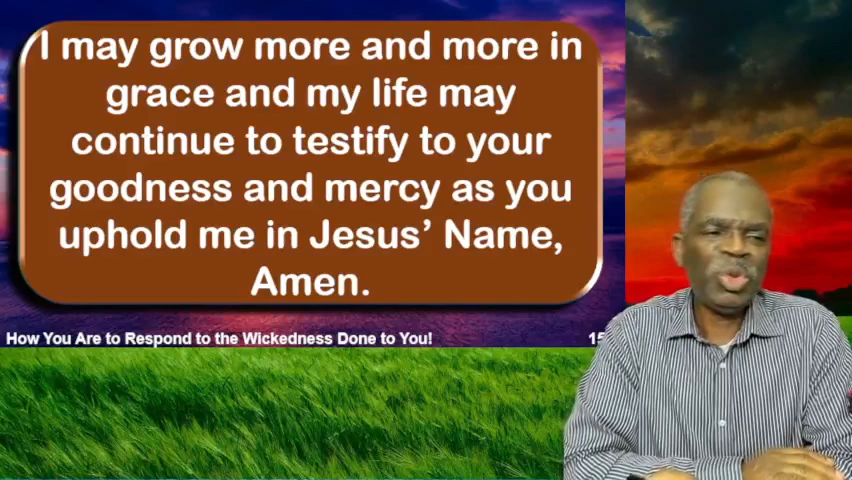 I may grow more and more in
grace and my life may
continue to testify to your
goodness and mercy as you
uphold me in Jesus’ Name,
Amen.
How You Are to Respond to the Wickedness Done to You!
15